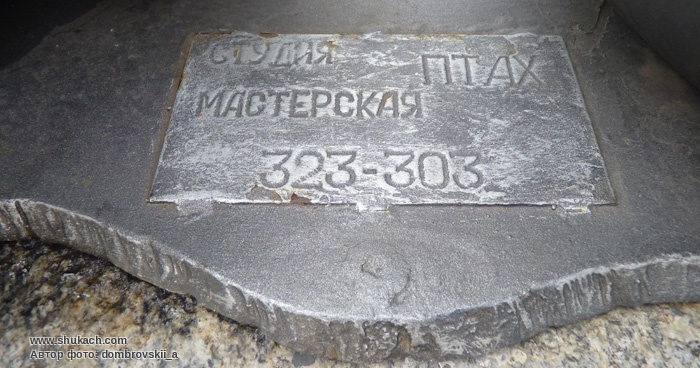 СТУДИЯ ПТАХ
МАСТЕРСКАЯ
323-303
www.shukach.com
Автор фото: dombrovskii_a